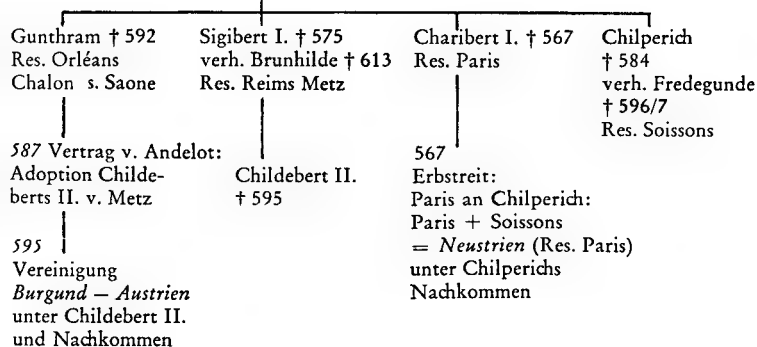 Gunthram † 592
Res. Orléans
Chalon s. Saone
587 Vertrag v. Andelot:
Adoption Childe-
berts II. v. Metz
595
Vereinigung
Burgund — Austrien
unter Childebert II.
und Nachkommen
Sigibert I. † 575
verh. Brunhilde † 613
Res. Reims Metz
Childebert II.
† 595
Charibert I. † 567
Res. Paris
567
Erbstreit:
Paris an Chilperich:
Paris + Soissons
= Neustrien (Res. Paris)
unter Chilperichs
Nachkommen
Chilperich
† 584
verh. Fredegunde
† 596/7
Res. Soissons